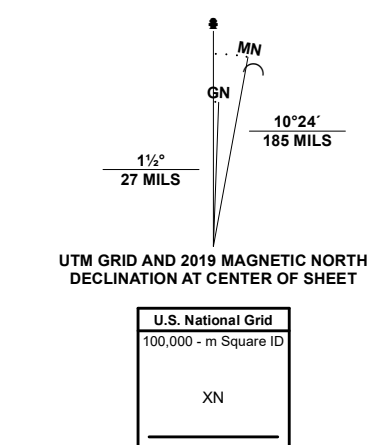 MN
GN
10°24´
185 MILS
1½°
27 MILS
UTM GRID AND 2019 MAGNETIC NORTH
DECLINATION AT CENTER OF SHEET
U.S. National Grid
100,000 - m Square ID
XN